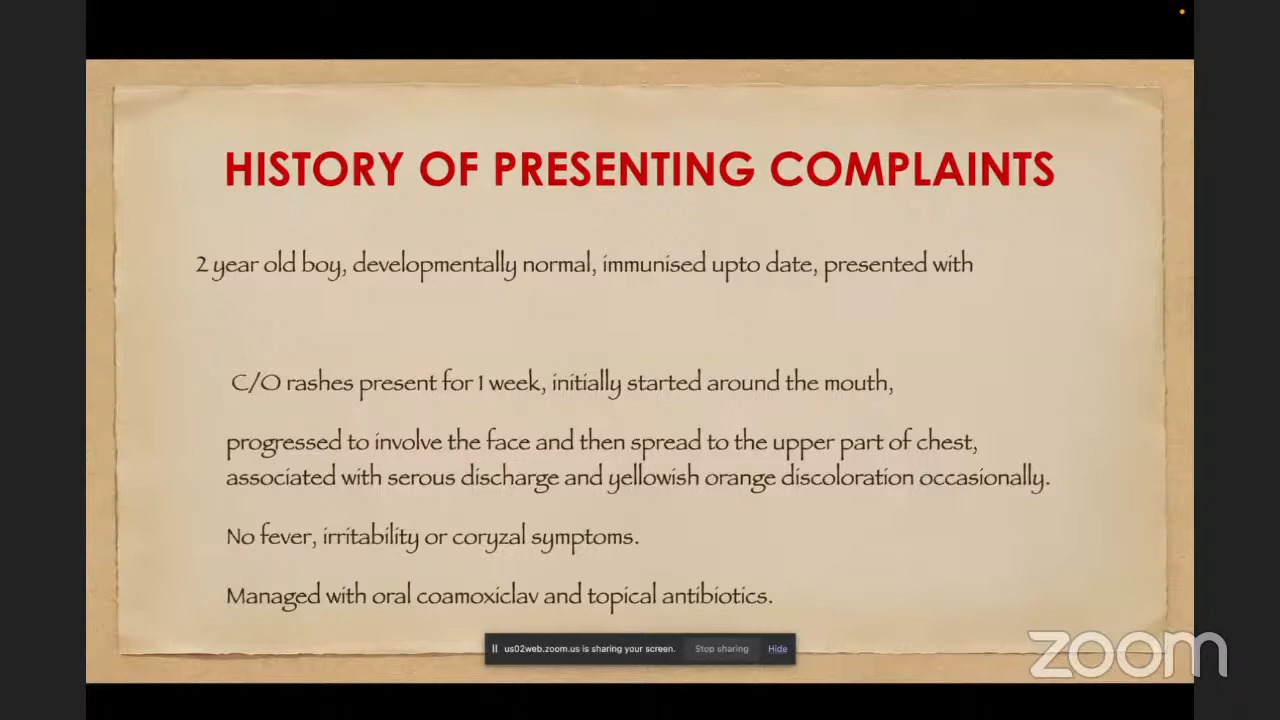 HISTORY OF PRESENTING COMPLAINTS
2 year old boy, developmentally normal, immunised upto date, presented with
C/O rashes present for 1 week, initially started around the mouth,
progressed to involve the face and then spread to the upper part of chest,
associated with serous discharge and yellowish orange discoloration occasionally.
No fever, irritability or coryzal symptoms.
Managed with oral coamoxiclav and topical antibiotics.
us02web.zoom.us is sharing your screen. Stop sharing Hide
zoom